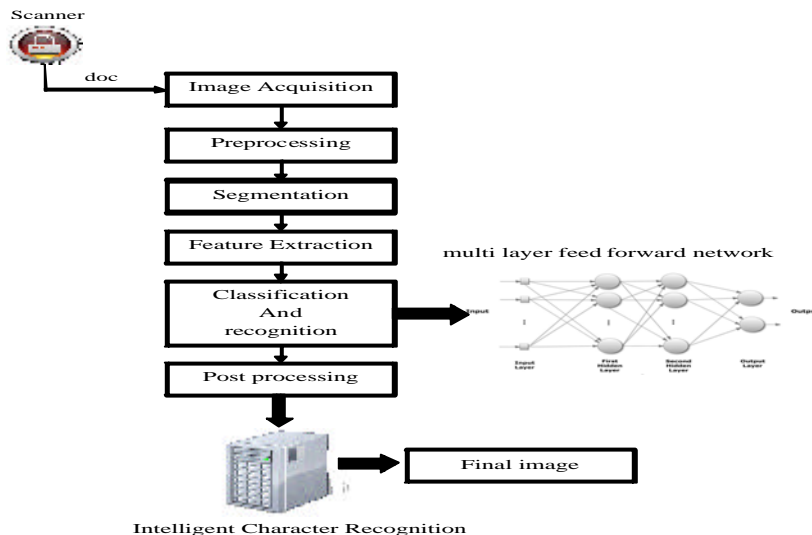 Scanner
doc
Image Acquisition
Preprocessing
Segmentation
Feature Extraction
Classification
And
recognition
Post processing
multi layer feed forward network
Input
Output
Input
Layer
First
Hidden
Layer
Second
Hidden
Layer
Output
Layer
Final image
Intelligent Character Recognition